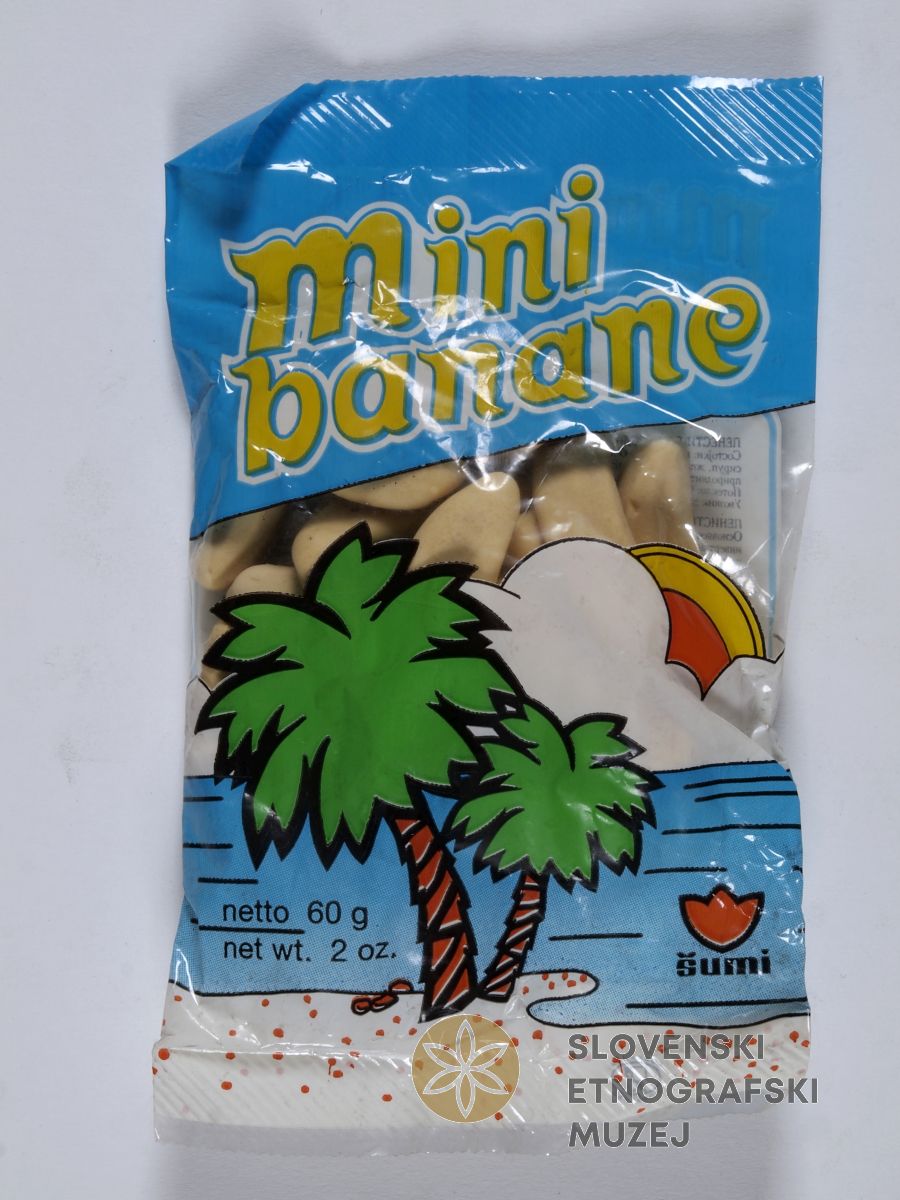 mini
banane
netto 60 g
net wt. 2 oz.
šumi
SLOVENSKI
ETNOGRAFSKI
MUZEJ